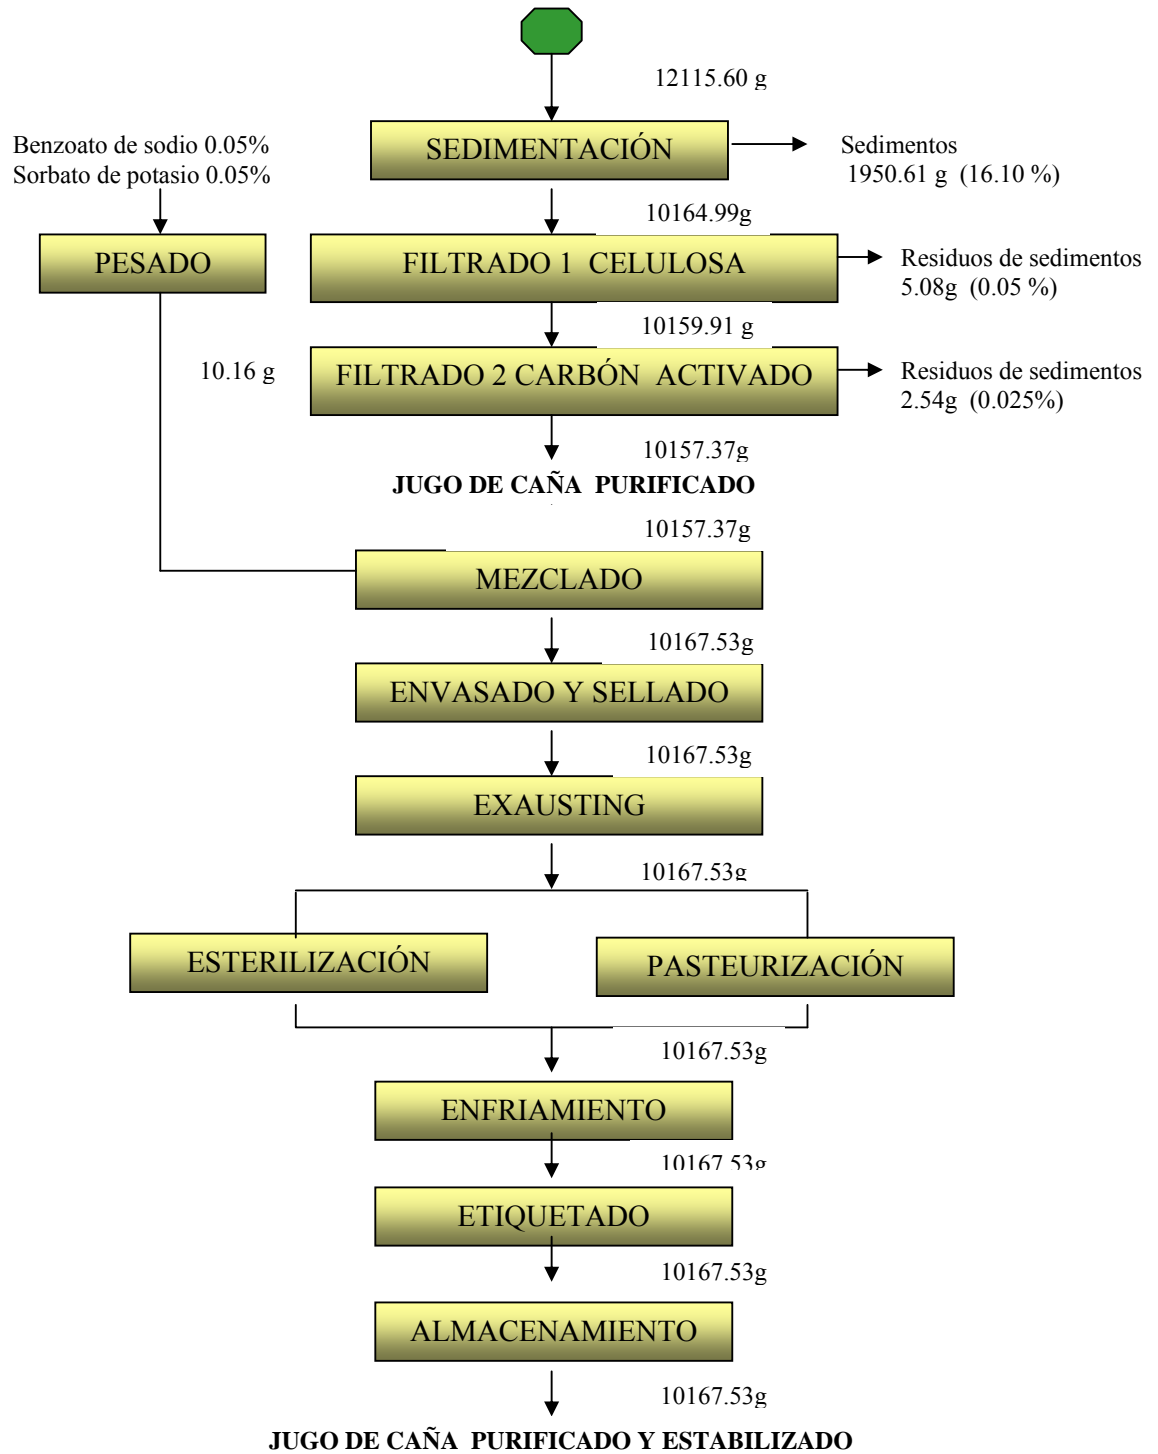 12115.60 g
Benzoato de sodio 0.05%
Sorbato de potasio 0.05%
SEDIMENTACIÓN
Sedimentos
1950.61 g (16.10 %)
10164.99g
PESADO
FILTRADO 1 CELULOSA
Residuos de sedimentos
5.08g (0.05 %)
10159.91 g
10.16 g
FILTRADO 2 CARBÓN ACTIVADO
Residuos de sedimentos
2.54g (0.025%)
10157.37g
JUGO DE CAÑA PURIFICADO
10157.37g
MEZCLADO
10167.53g
ENVASADO Y SELLADO
10167.53g
EXAUSTING
10167.53g
ESTERILIZACIÓN
PASTEURIZACIÓN
10167.53g
ENFRIAMIENTO
10167.53g
ETIQUETADO
10167.53g
ALMACENAMIENTO
10167.53g
JUGO DE CAÑA PURIFICADO Y ESTABILIZADO